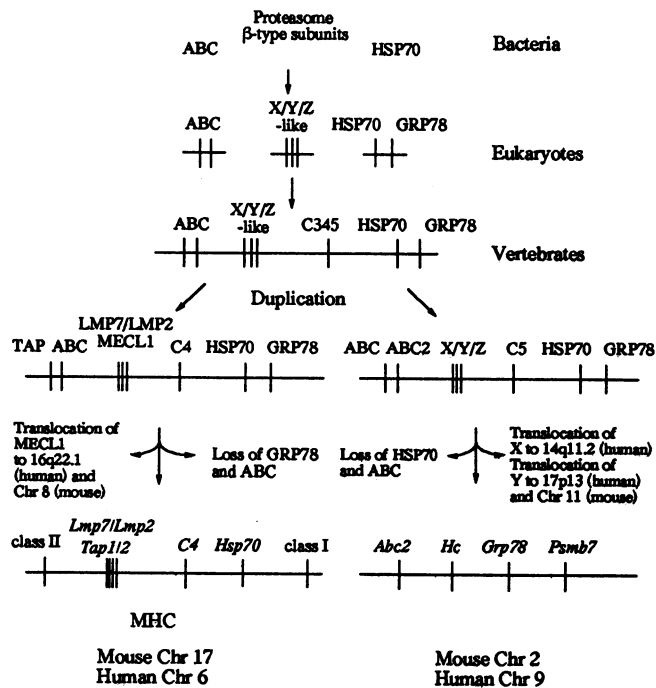 Proteasome
β-type subunits
ABC
HSP70
Bacteria
X/Y/Z
-like
ABC
HSP70 GRP78
Eukaryotes
X/Y/Z
-like
ABC
C345
HSP70
GRP78
Vertebrates
Duplication
LMP7/LMP2
TAP ABC MECL1 C4 HSP70 GRP78
ABC ABC2 X/Y/Z C5 HSP70 GRP78
Translocation of
MECL1
to 16q22.1
(human) and
Chr 8 (mouse)
Loss of GRP78
and ABC
Loss of HSP70
and ABC
Translocation of
X to 14q11.2 (human)
Translocation of
Y to 17p13 (human)
and Chr 11 (mouse)
Lmp7/Lmp2
class II Tap1/2 C4 Hsp70 class I
Abc2 Hc Grp78 Psmb7
MHC
Mouse Chr 17
Human Chr 6
Mouse Chr 2
Human Chr 9